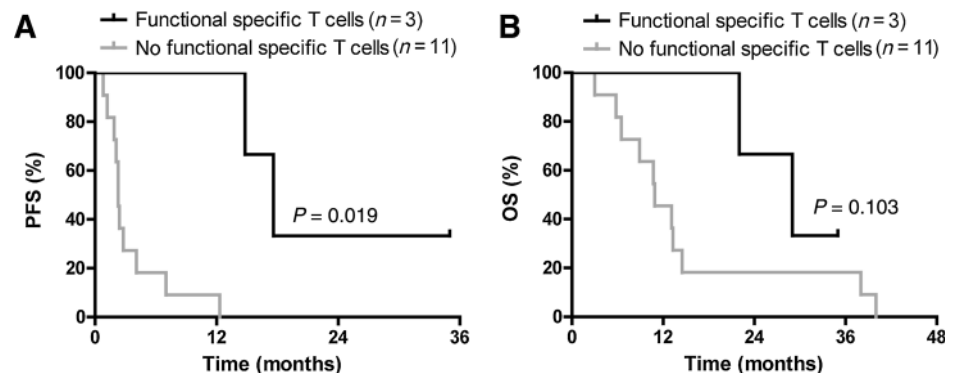 A
Functional specific T cells (n = 3)
No functional specific T cells (n = 11)
100
80
60
40
20
0
PFS (%)
P = 0.019
0 12 24 36
Time (months)
B
Functional specific T cells (n = 3)
No functional specific T cells (n = 11)
100
80
60
40
20
0
OS (%)
P = 0.103
0 12 24 36 48
Time (months)